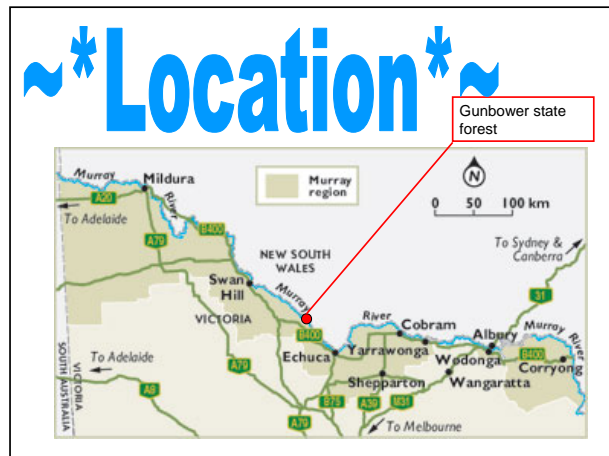 ~*Location*~
Gunbower state
forest
Murray
region
N
0 50 100 km
Murray
Mildura
River
A20
To Adelaide
A79
B400
NEW SOUTH
WALES
To Sydney &
Canberra
31
Swan
Hill
Murray
VICTORIA
B400
River
Cobram
Albury
Murray
River
Echuca
Yarrawonga
Wodonga
B400
Corryong
To Adelaide
A79
Shepparton
Wangaratta
A8
B75
A39
M31
A79
To Melbourne
SOUTH AUSTRALIA
VICTORIA